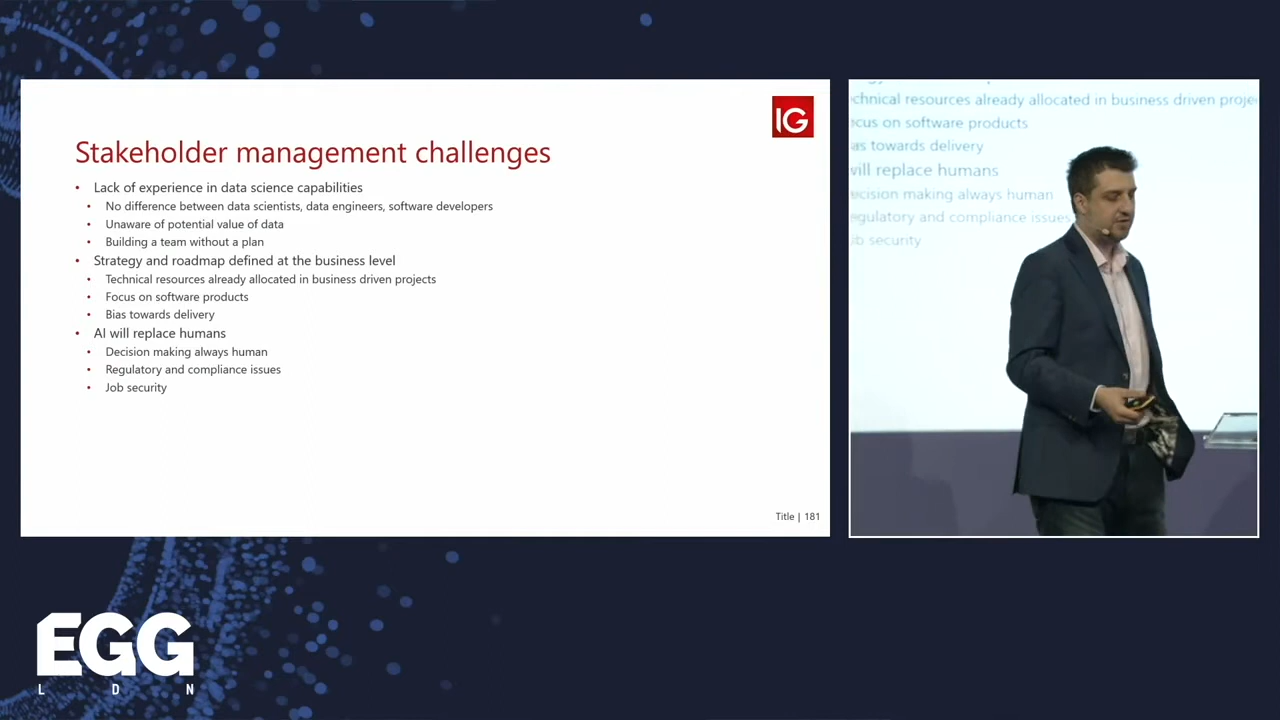 IG
Stakeholder management challenges
• Lack of experience in data science capabilities
• No difference between data scientists, data engineers, software developers
• Unaware of potential value of data
• Building a team without a plan
• Strategy and roadmap defined at the business level
• Technical resources already allocated in business driven projects
• Focus on software products
• Bias towards delivery
• AI will replace humans
• Decision making always human
• Regulatory and compliance issues
• Job security
Title | 181
chnical resources already allocated in business driven proje
ocus on software products
as towards delivery
will replace humans
ecision making always human
egulatory and compliance issues
ob security
EGG
L D N